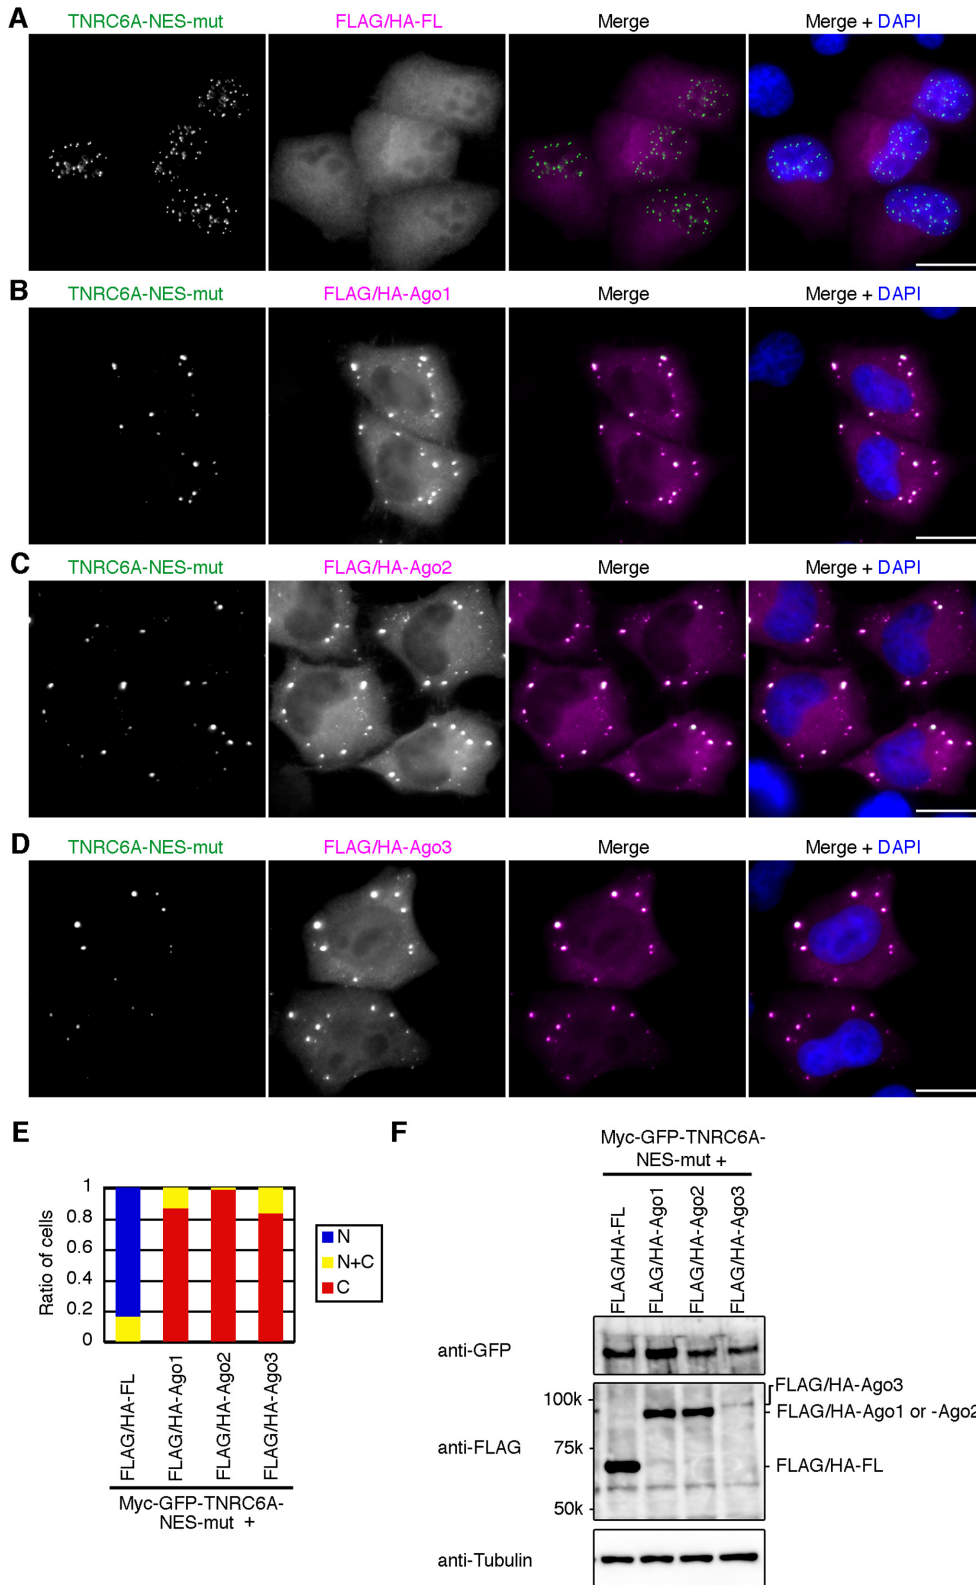 A
TNRC6A-NES-mut FLAG/HA-FL Merge Merge + DAPI
B
TNRC6A-NES-mut FLAG/HA-Ago1 Merge Merge + DAPI
C
TNRC6A-NES-mut FLAG/HA-Ago2 Merge Merge + DAPI
D
TNRC6A-NES-mut FLAG/HA-Ago3 Merge Merge + DAPI
E
Ratio of cells
1
0.8
0.6
0.4
0.2
0
N
N+C
C
FLAG/HA-FL
FLAG/HA-Ago1
FLAG/HA-Ago2
FLAG/HA-Ago3
Myc-GFP-TNRC6A-
NES-mut +
F
Myc-GFP-TNRC6A-
NES-mut +
FLAG/HA-FL
FLAG/HA-Ago1
FLAG/HA-Ago2
FLAG/HA-Ago3
anti-GFP
anti-FLAG
100k
75k
50k
FLAG/HA-Ago3
FLAG/HA-Ago1 or -Ago2
FLAG/HA-FL
anti-Tubulin